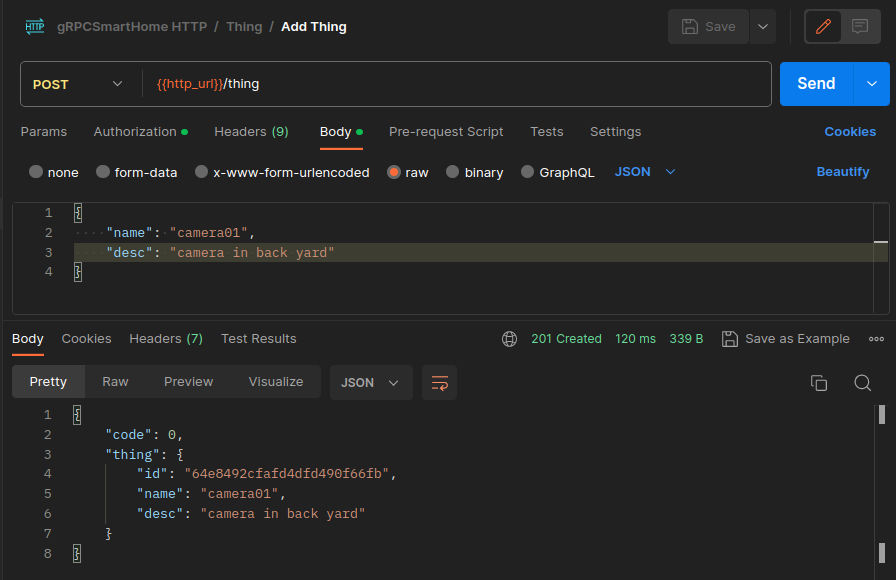 HTTP gRPCSmartHome HTTP / Thing / Add Thing Save
POST {{http_url}}/thing Send
Params Authorization Headers (9) Body Pre-request Script Tests Settings Cookies
none form-data x-www-form-urlencoded raw binary GraphQL JSON Beautify
1 {
2 "name": "camera01",
3 "desc": "camera in back yard"
4 }
Body Cookies Headers (7) Test Results 201 Created 120 ms 339 B Save as Example
Pretty Raw Preview Visualize JSON
1 {
2 "code": 0,
3 "thing": {
4 "id": "64e8492cfafd4dfd490f66fb",
5 "name": "camera01",
6 "desc": "camera in back yard"
7 }
8 }